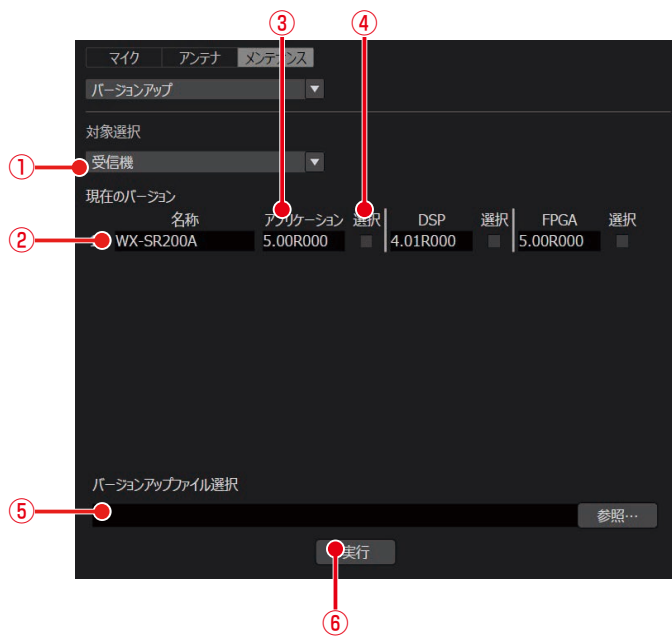 ③ ④
マイク アンテナ メンテナンス
バージョンアップ
対象選択
① 受信機
現在のバージョン
名称 アプリケーション 選択 DSP 選択 FPGA 選択
② WX-SR200A 5.00R000 4.01R000 5.00R000
バージョンアップファイル選択
⑤ 参照…
実行
⑥